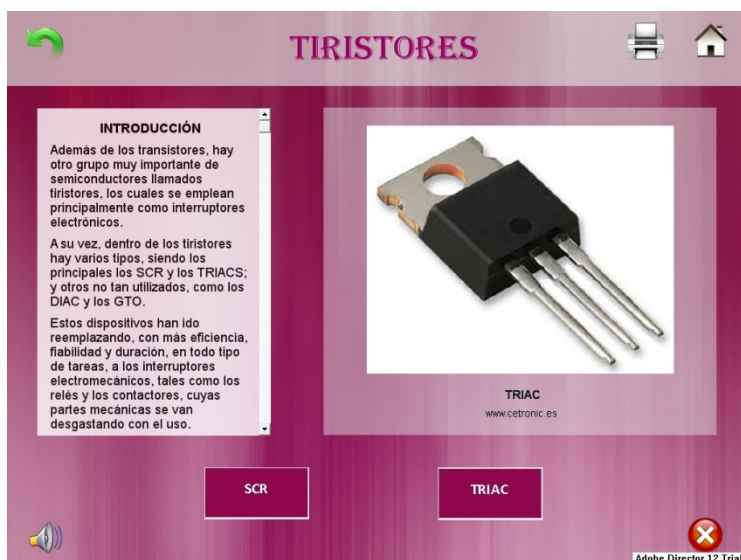 TIRISTORES
INTRODUCCIÓN
Además de los transistores, hay
otro grupo muy importante de
semiconductores llamados
tiristores, los cuales se emplean
principalmente como interruptores
electrónicos.
A su vez, dentro de los tiristores
hay varios tipos, siendo los
principales los SCR y los TRIACS;
y otros no tan utilizados, como los
DIAC y los GTO.
Estos dispositivos han ido
reemplazando, con más eficiencia,
fiabilidad y duración, en todo tipo
de tareas, a los interruptores
electromecánicos, tales como los
relés y los contactores, cuyas
partes mecánicas se van
desgastando con el uso.
TRIAC
www.cetronic.es
SCR
TRIAC
Adobe Director 12 Trial